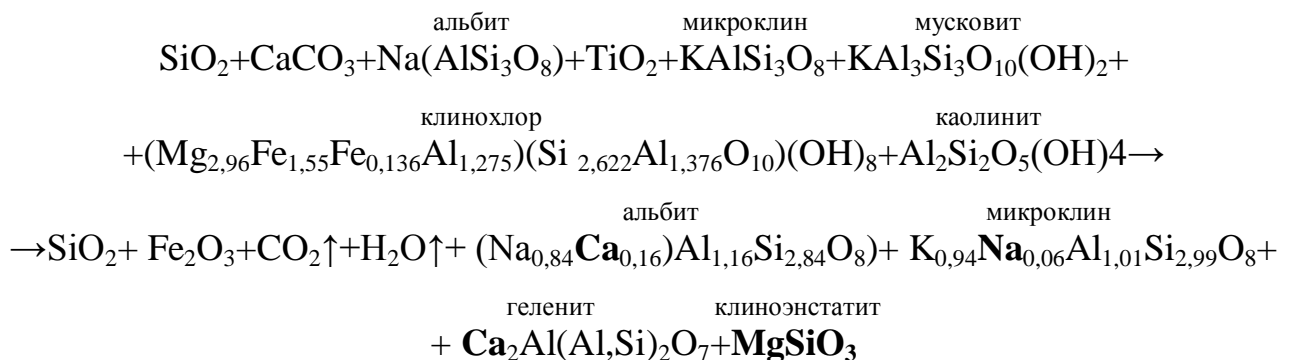 альбит микроклин мусковит
SiO₂+CaCO₃+Na(AlSi₃O₈)+TiO₂+KAlSi₃O₈+KAl₃Si₃O₁₀(OH)₂+
клинохлор каолинит
+(Mg₂,₉₆Fe₁,₅₅Fe₀,₁₃₆Al₁,₂₇₅)(Si ₂,₆₂₂Al₁,₃₇₆O₁₀)(OH)₈+Al₂Si₂O₅(OH)4→
альбит микроклин
→SiO₂+ Fe₂O₃+CO₂↑+H₂O↑+ (Na₀,₈₄Ca₀,₁₆)Al₁,₁₆Si₂,₈₄O₈)+ K₀,₉₄Na₀,₀₆Al₁,₀₁Si₂,₉₉O₈+
геленит клиноэнстатит
+ Ca₂Al(Al,Si)₂O₇+MgSiO₃